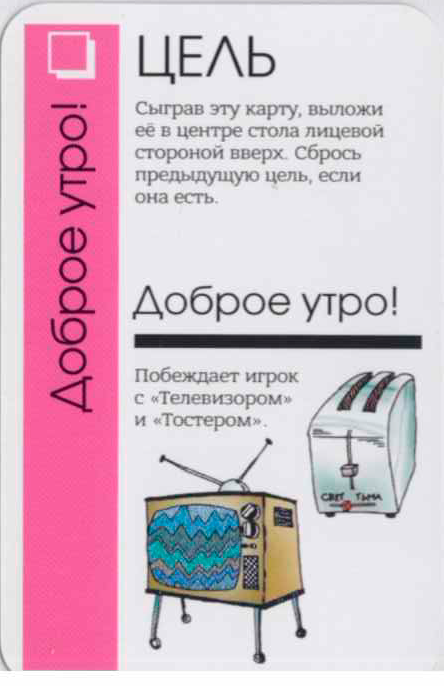 Доброе утро!
ЦЕЛЬ
Сыграв эту карту, выложи
её в центре стола лицевой
стороной вверх. Сбрось
предыдущую цель, если
она есть.
Доброе утро!
Побеждает игрок
с «Телевизором»
и «Тостером».
СВЕТ ТЬМА